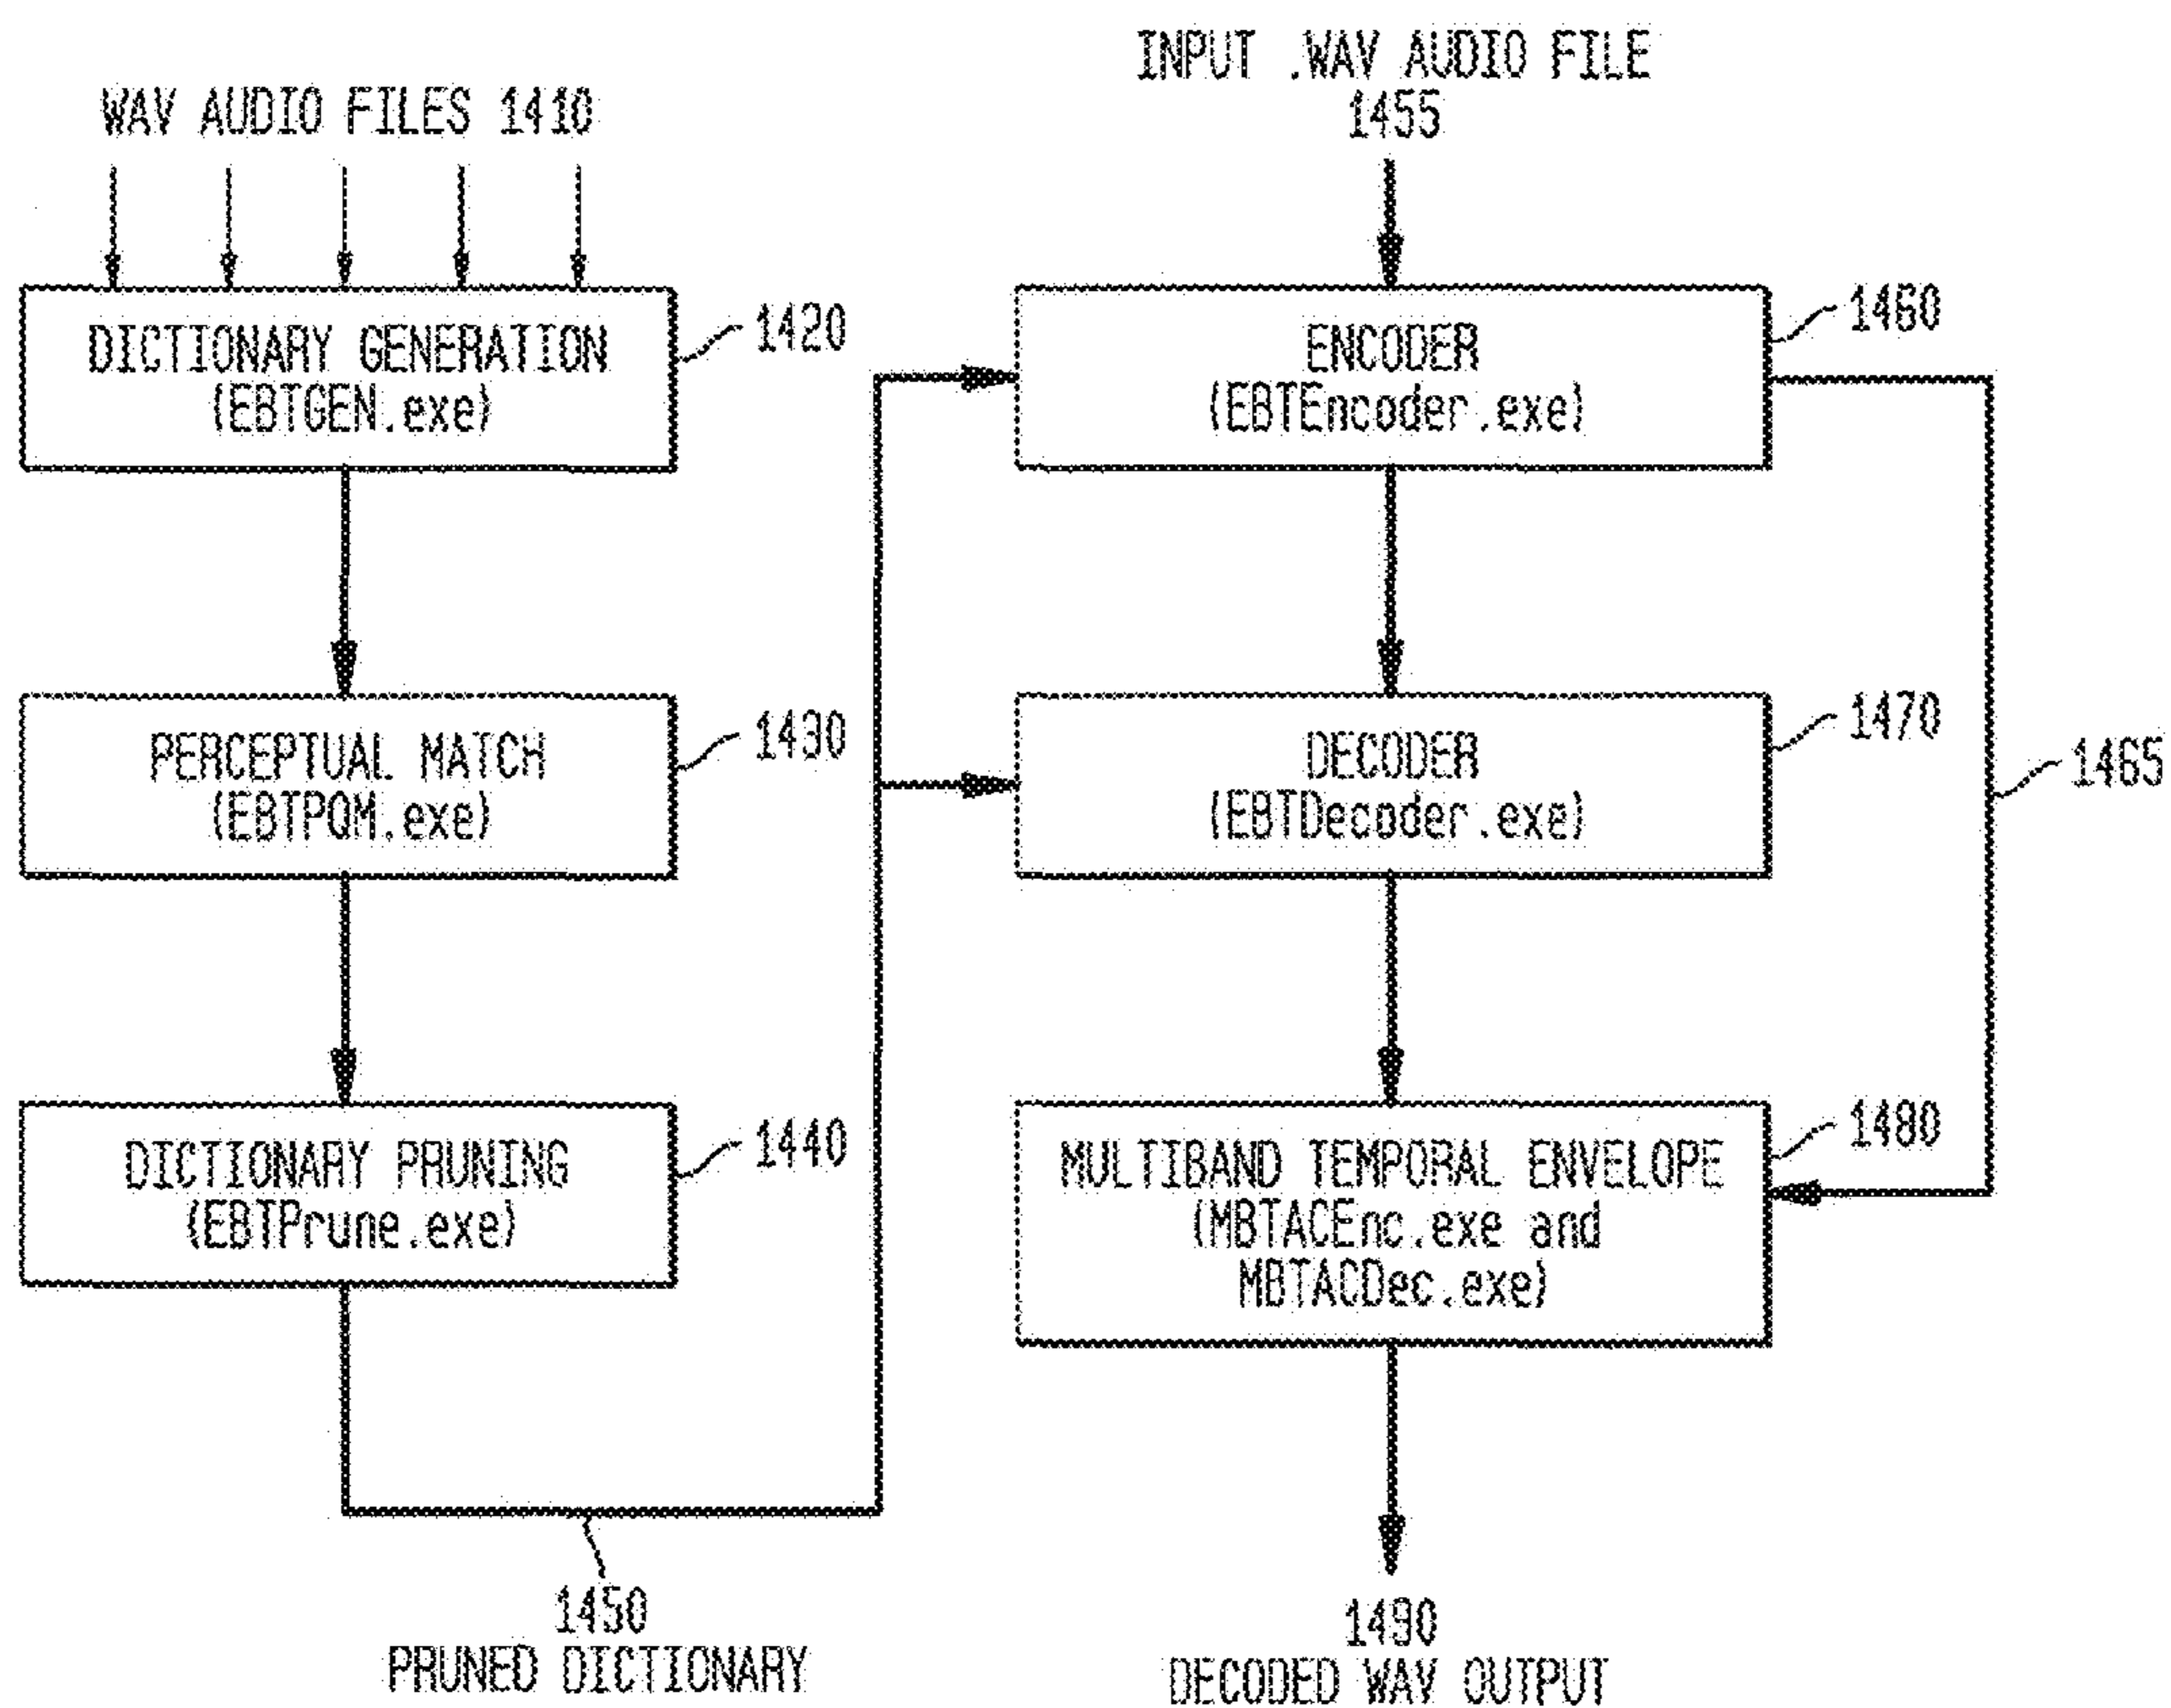 WAV AUDIO FILES 1410
DICTIONARY GENERATION
(EBTGEN.exe)
1420
PERCEPTUAL MATCH
(EBTPQM.exe)
1430
DICTIONARY PRUNING
(EBTPrune.exe)
1440
1450
PRUNED DICTIONARY
INPUT .WAV AUDIO FILE
1455
ENCODER
(EBTEncoder.exe)
1460
1465
DECODER
(EBTDecoder.exe)
1470
MULTIBAND TEMPORAL ENVELOPE
(MBTACEnc.exe and
MBTACDec.exe)
1480
1490
DECODED WAV OUTPUT